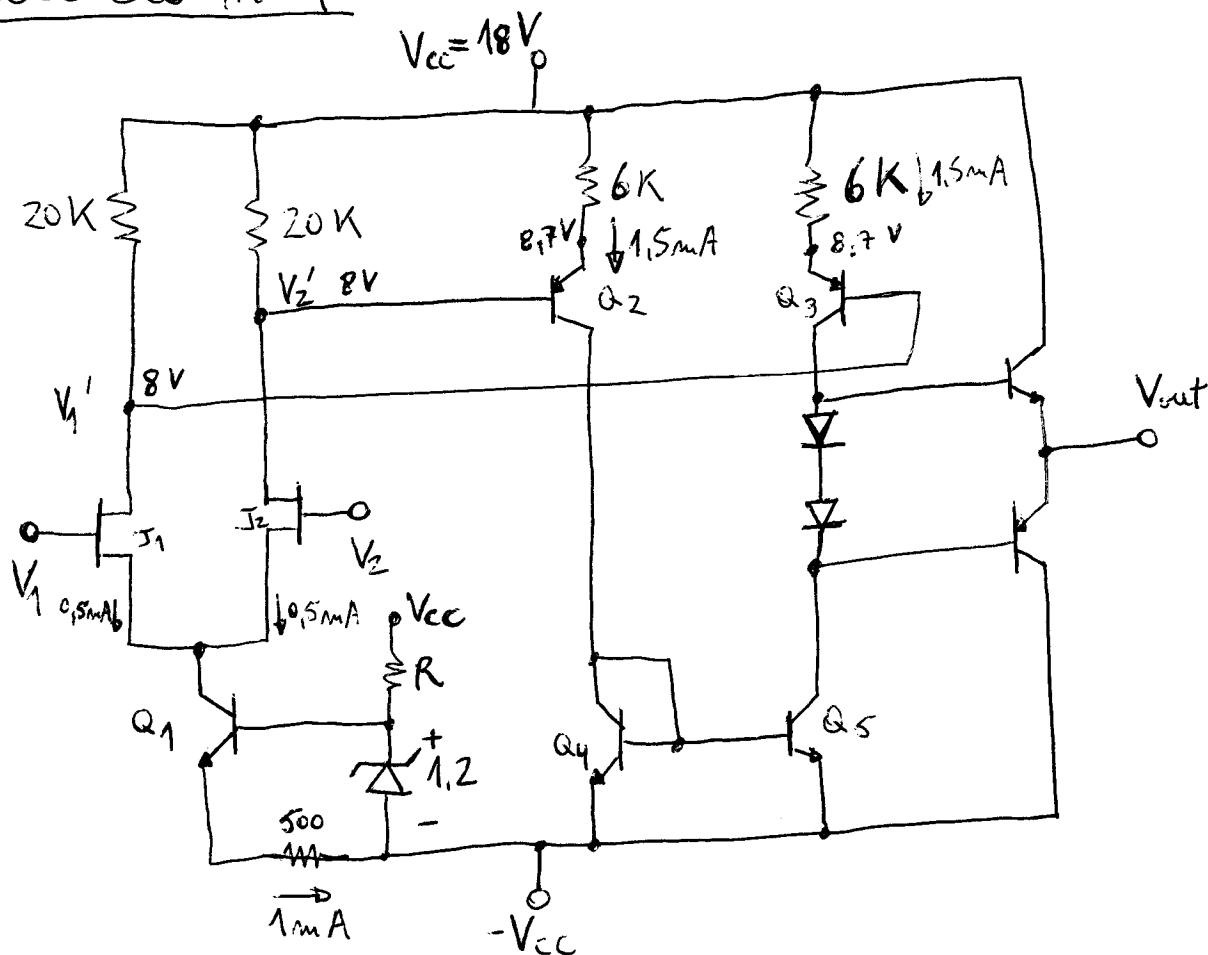 Vcc = 18V
20K
20K
6K
6K 1,5mA
8,7V
1,5mA
8.7 V
V2' 8V
Q2
Q3
V1' 8V
Vout
J1
J2
V1
V2
0,5mA
0,5mA
Vcc
R
Q1
+
1,2
-
Q4
Q5
500
1mA
-Vcc